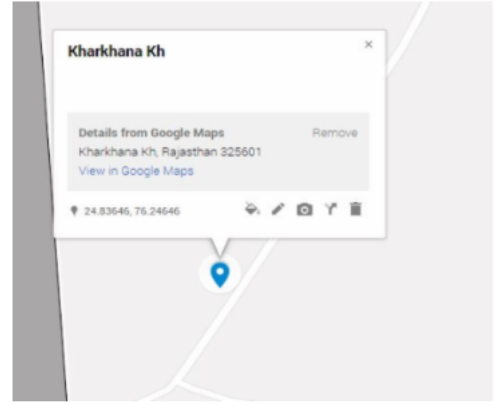 Kharkhana Kh
×
Details from Google Maps Remove
Kharkhana Kh, Rajasthan 325601
View in Google Maps
24.83646, 76.24646